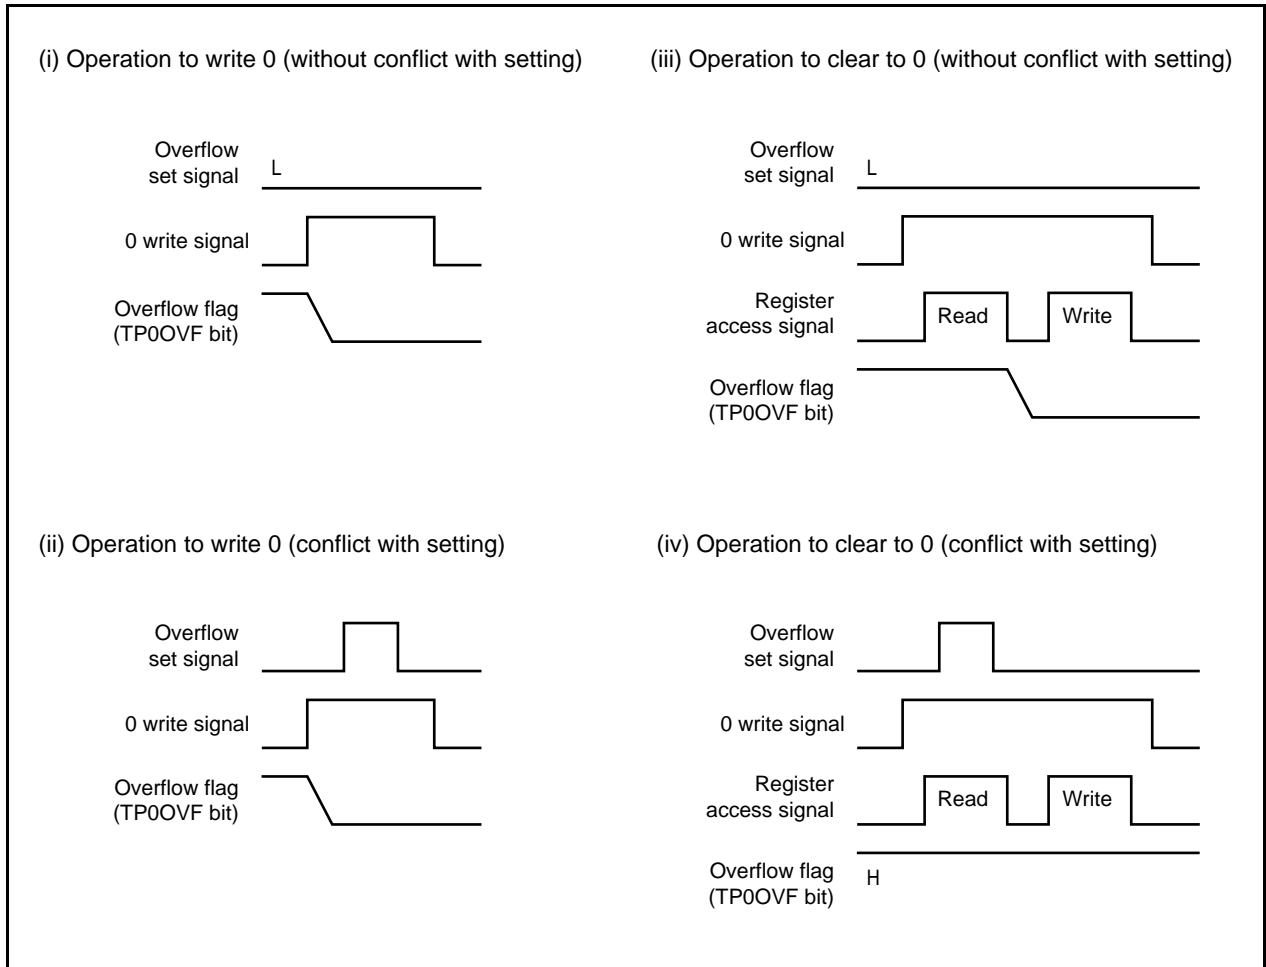 (i) Operation to write 0 (without conflict with setting)
Overflow
set signal
L
0 write signal
Overflow flag
(TP0OVF bit)
(iii) Operation to clear to 0 (without conflict with setting)
Overflow
set signal
L
0 write signal
Register
access signal
Read
Write
Overflow flag
(TP0OVF bit)
(ii) Operation to write 0 (conflict with setting)
Overflow
set signal
0 write signal
Overflow flag
(TP0OVF bit)
(iv) Operation to clear to 0 (conflict with setting)
Overflow
set signal
0 write signal
Register
access signal
Read
Write
Overflow flag
(TP0OVF bit)
H